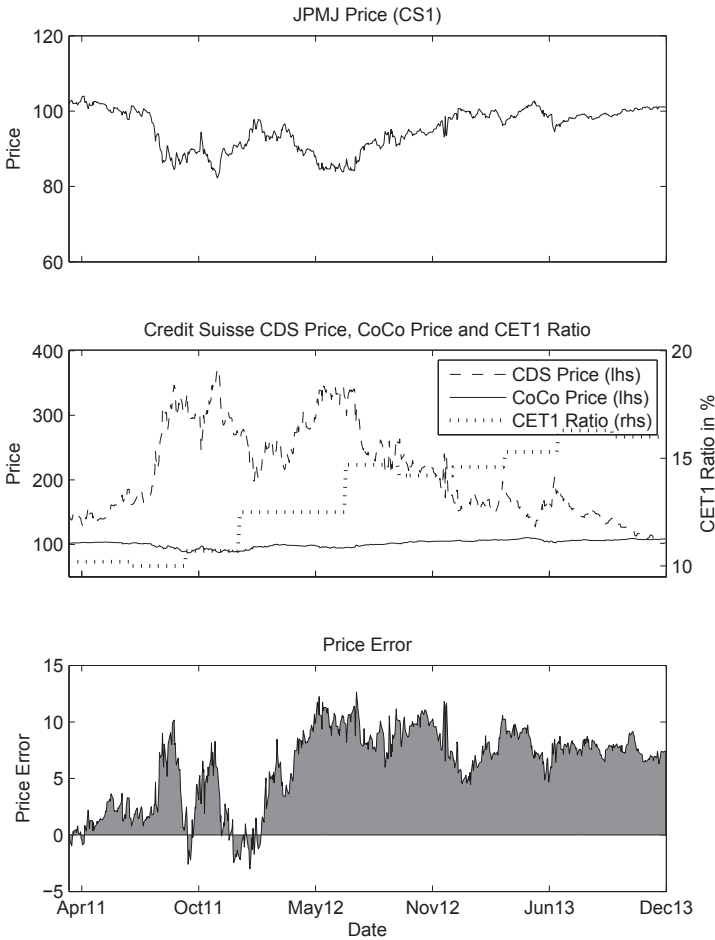 JPMJ Price (CS1)
120
100
80
60
Price
Credit Suisse CDS Price, CoCo Price and CET1 Ratio
400
300
200
100
Price
20
15
10
CET1 Ratio in %
CDS Price (lhs)
CoCo Price (lhs)
CET1 Ratio (rhs)
Price Error
15
10
5
0
−5
Price Error
Apr11 Oct11 May12 Nov12 Jun13 Dec13
Date